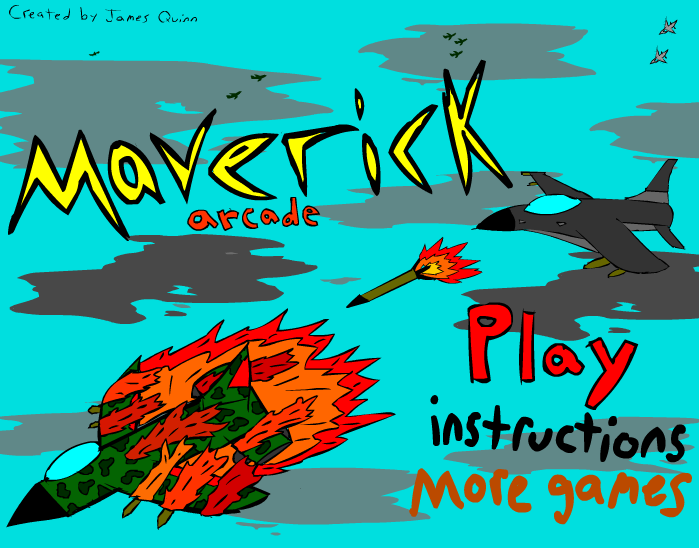 Created by James Quinn
Maverick
arcade
Play
instructions
More games